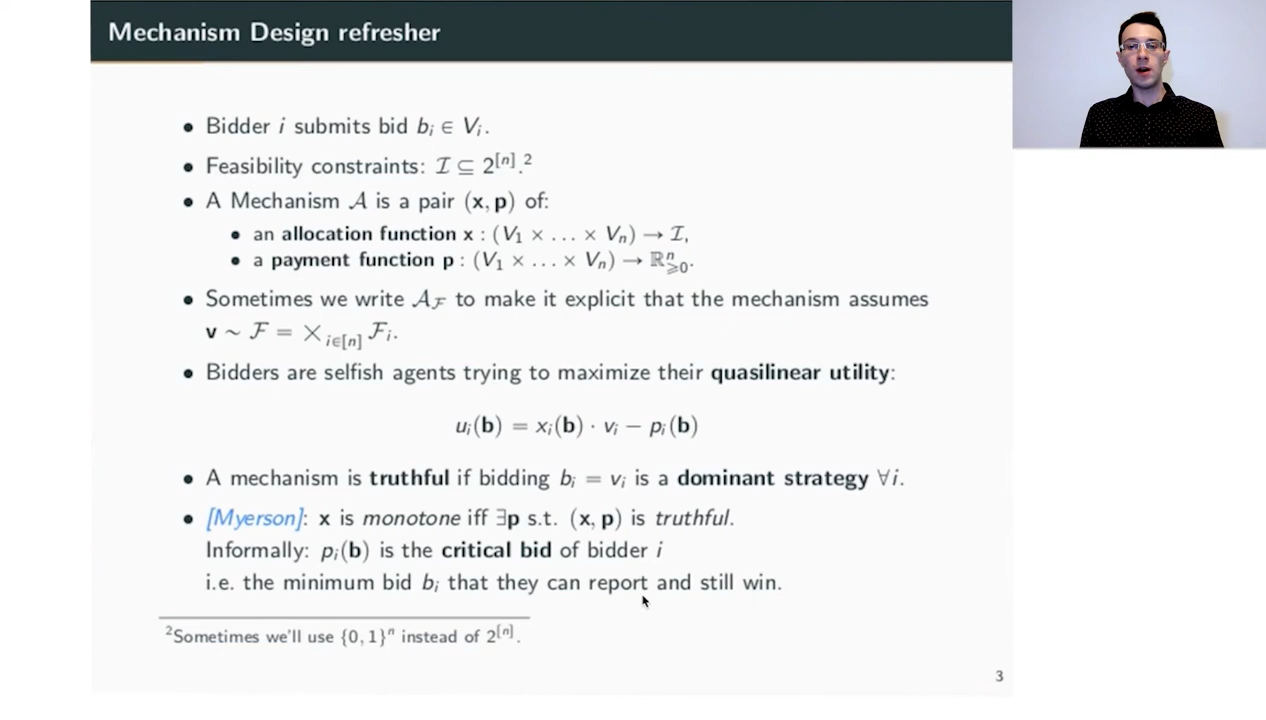 Mechanism Design refresher
• Bidder i submits bid bᵢ ∈ Vᵢ.
• Feasibility constraints: ℐ ⊆ 2^[n].²
• A Mechanism 𝒜 is a pair (x, p) of:
• an allocation function x : (V₁ × … × Vₙ) → ℐ,
• a payment function p : (V₁ × … × Vₙ) → ℝⁿ⩾0.
• Sometimes we write 𝒜_ℱ to make it explicit that the mechanism assumes
v ∼ ℱ = ⨉_{i∈[n]} ℱᵢ.
• Bidders are selfish agents trying to maximize their quasilinear utility:
uᵢ(b) = xᵢ(b) · vᵢ − pᵢ(b)
• A mechanism is truthful if bidding bᵢ = vᵢ is a dominant strategy ∀i.
• [Myerson]: x is monotone iff ∃p s.t. (x, p) is truthful.
Informally: pᵢ(b) is the critical bid of bidder i
i.e. the minimum bid bᵢ that they can report and still win.
²Sometimes we'll use {0, 1}ⁿ instead of 2^[n].
3